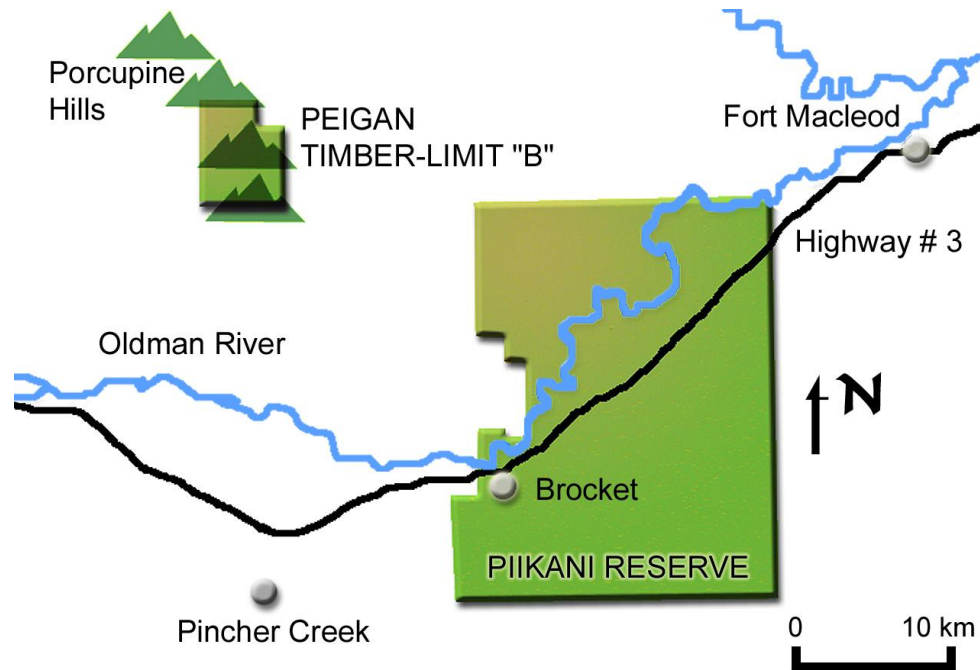 Porcupine
Hills
PEIGAN
TIMBER-LIMIT "B"
Fort Macleod
Highway # 3
Oldman River
N
Brocket
PIIKANI RESERVE
Pincher Creek
0 10 km